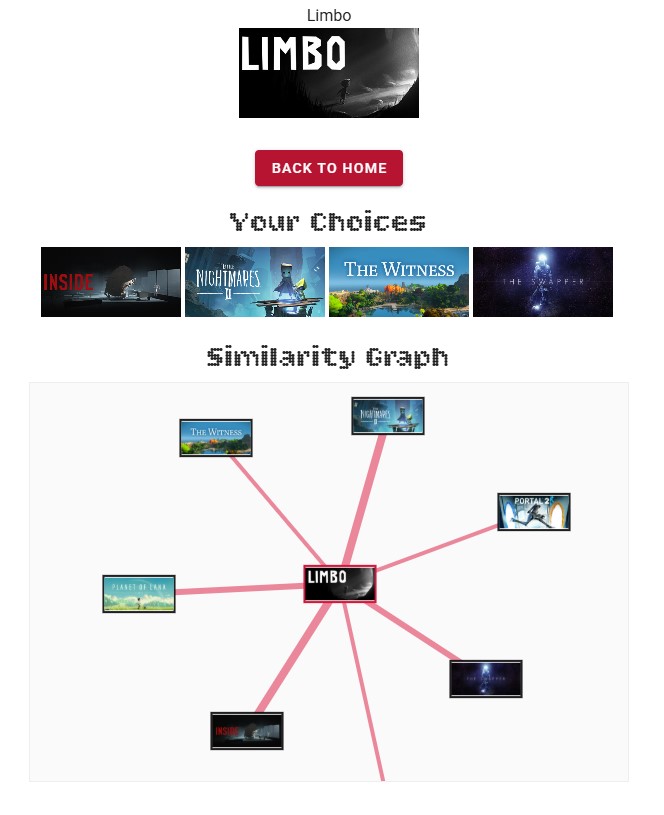 Limbo
LIMBO
BACK TO HOME
Your Choices
INSIDE
LITTLE
NIGHTMARES
II
THE WITNESS
THE SWAPPER
Similarity Graph
THE WITNESS
NIGHTMARES
II
PORTAL 2
LIMBO
PLANET OF LANA
THE SWAPPER
INSIDE